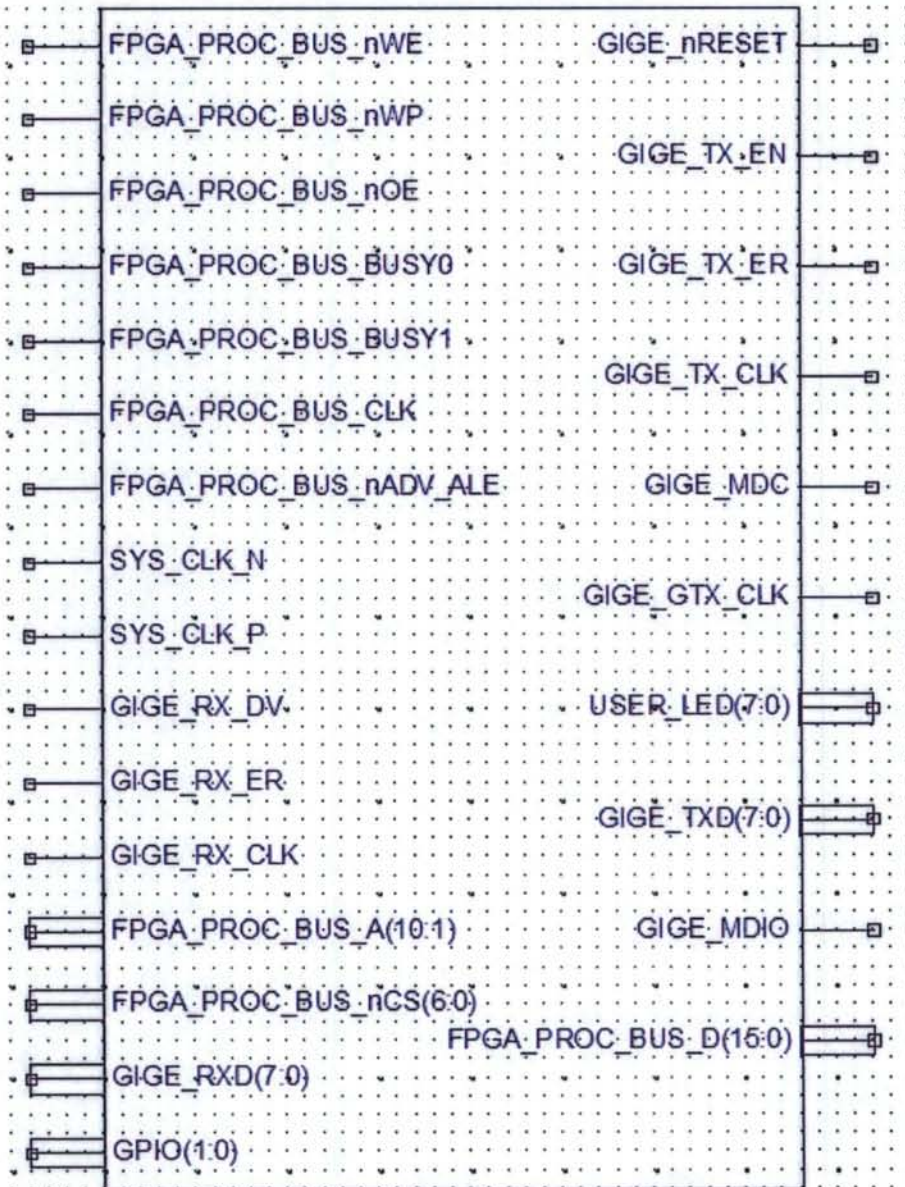 FPGA_PROC_BUS_nWE
GIGE_nRESET
FPGA_PROC_BUS_nWP
GIGE_TX_EN
FPGA_PROC_BUS_nOE
FPGA_PROC_BUS_BUSY0
GIGE_TX_ER
FPGA_PROC_BUS_BUSY1
GIGE_TX_CLK
FPGA_PROC_BUS_CLK
FPGA_PROC_BUS_nADV_ALE
GIGE_MDC
SYS_CLK_N
GIGE_GTX_CLK
SYS_CLK_P
GIGE_RX_DV
USER_LED(7:0)
GIGE_RX_ER
GIGE_TXD(7:0)
GIGE_RX_CLK
FPGA_PROC_BUS_A(10:1)
GIGE_MDIO
FPGA_PROC_BUS_nCS(6:0)
FPGA_PROC_BUS_D(15:0)
GIGE_RXD(7:0)
GPIO(1:0)